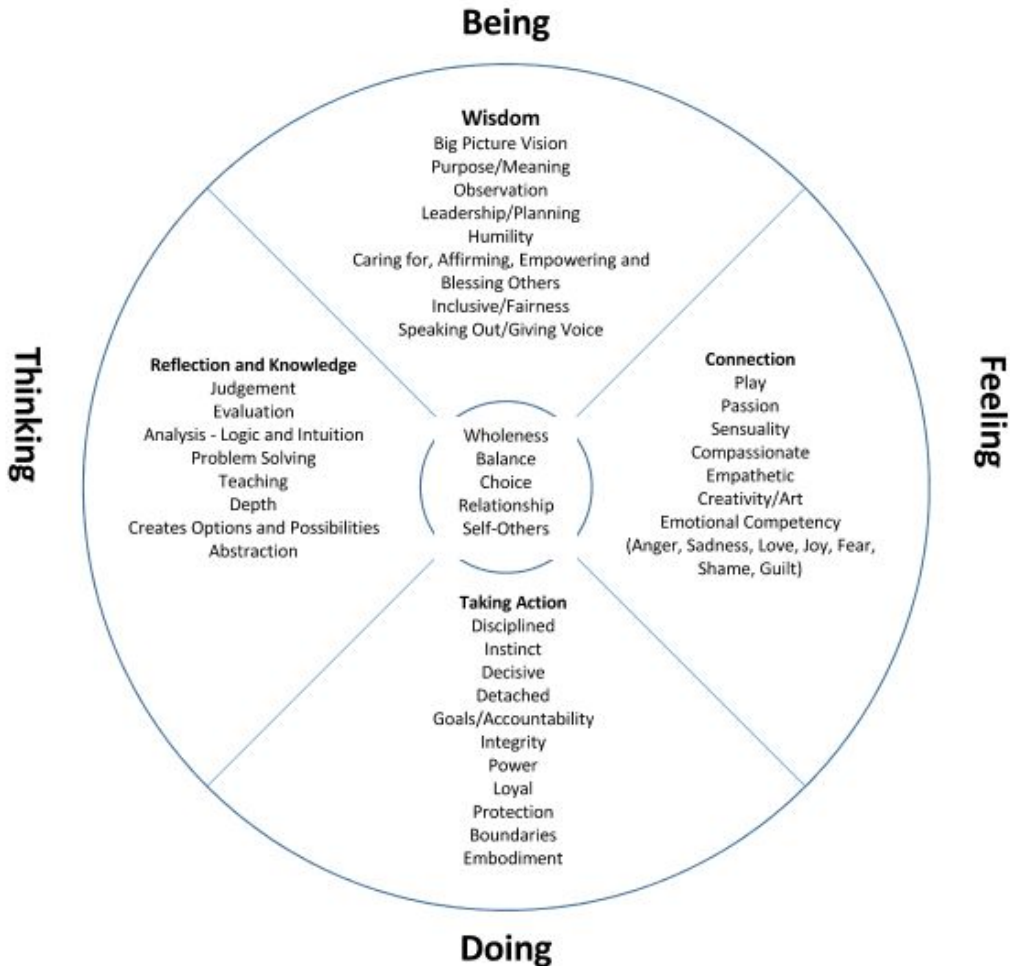 Being
Wisdom
Big Picture Vision
Purpose/Meaning
Observation
Leadership/Planning
Humility
Caring for, Affirming, Empowering and
Blessing Others
Inclusive/Fairness
Speaking Out/Giving Voice
Thinking
Reflection and Knowledge
Judgement
Evaluation
Analysis - Logic and Intuition
Problem Solving
Teaching
Depth
Creates Options and Possibilities
Abstraction
Wholeness
Balance
Choice
Relationship
Self-Others
Connection
Play
Passion
Sensuality
Compassionate
Empathetic
Creativity/Art
Emotional Competency
(Anger, Sadness, Love, Joy, Fear,
Shame, Guilt)
Feeling
Taking Action
Disciplined
Instinct
Decisive
Detached
Goals/Accountability
Integrity
Power
Loyal
Protection
Boundaries
Embodiment
Doing